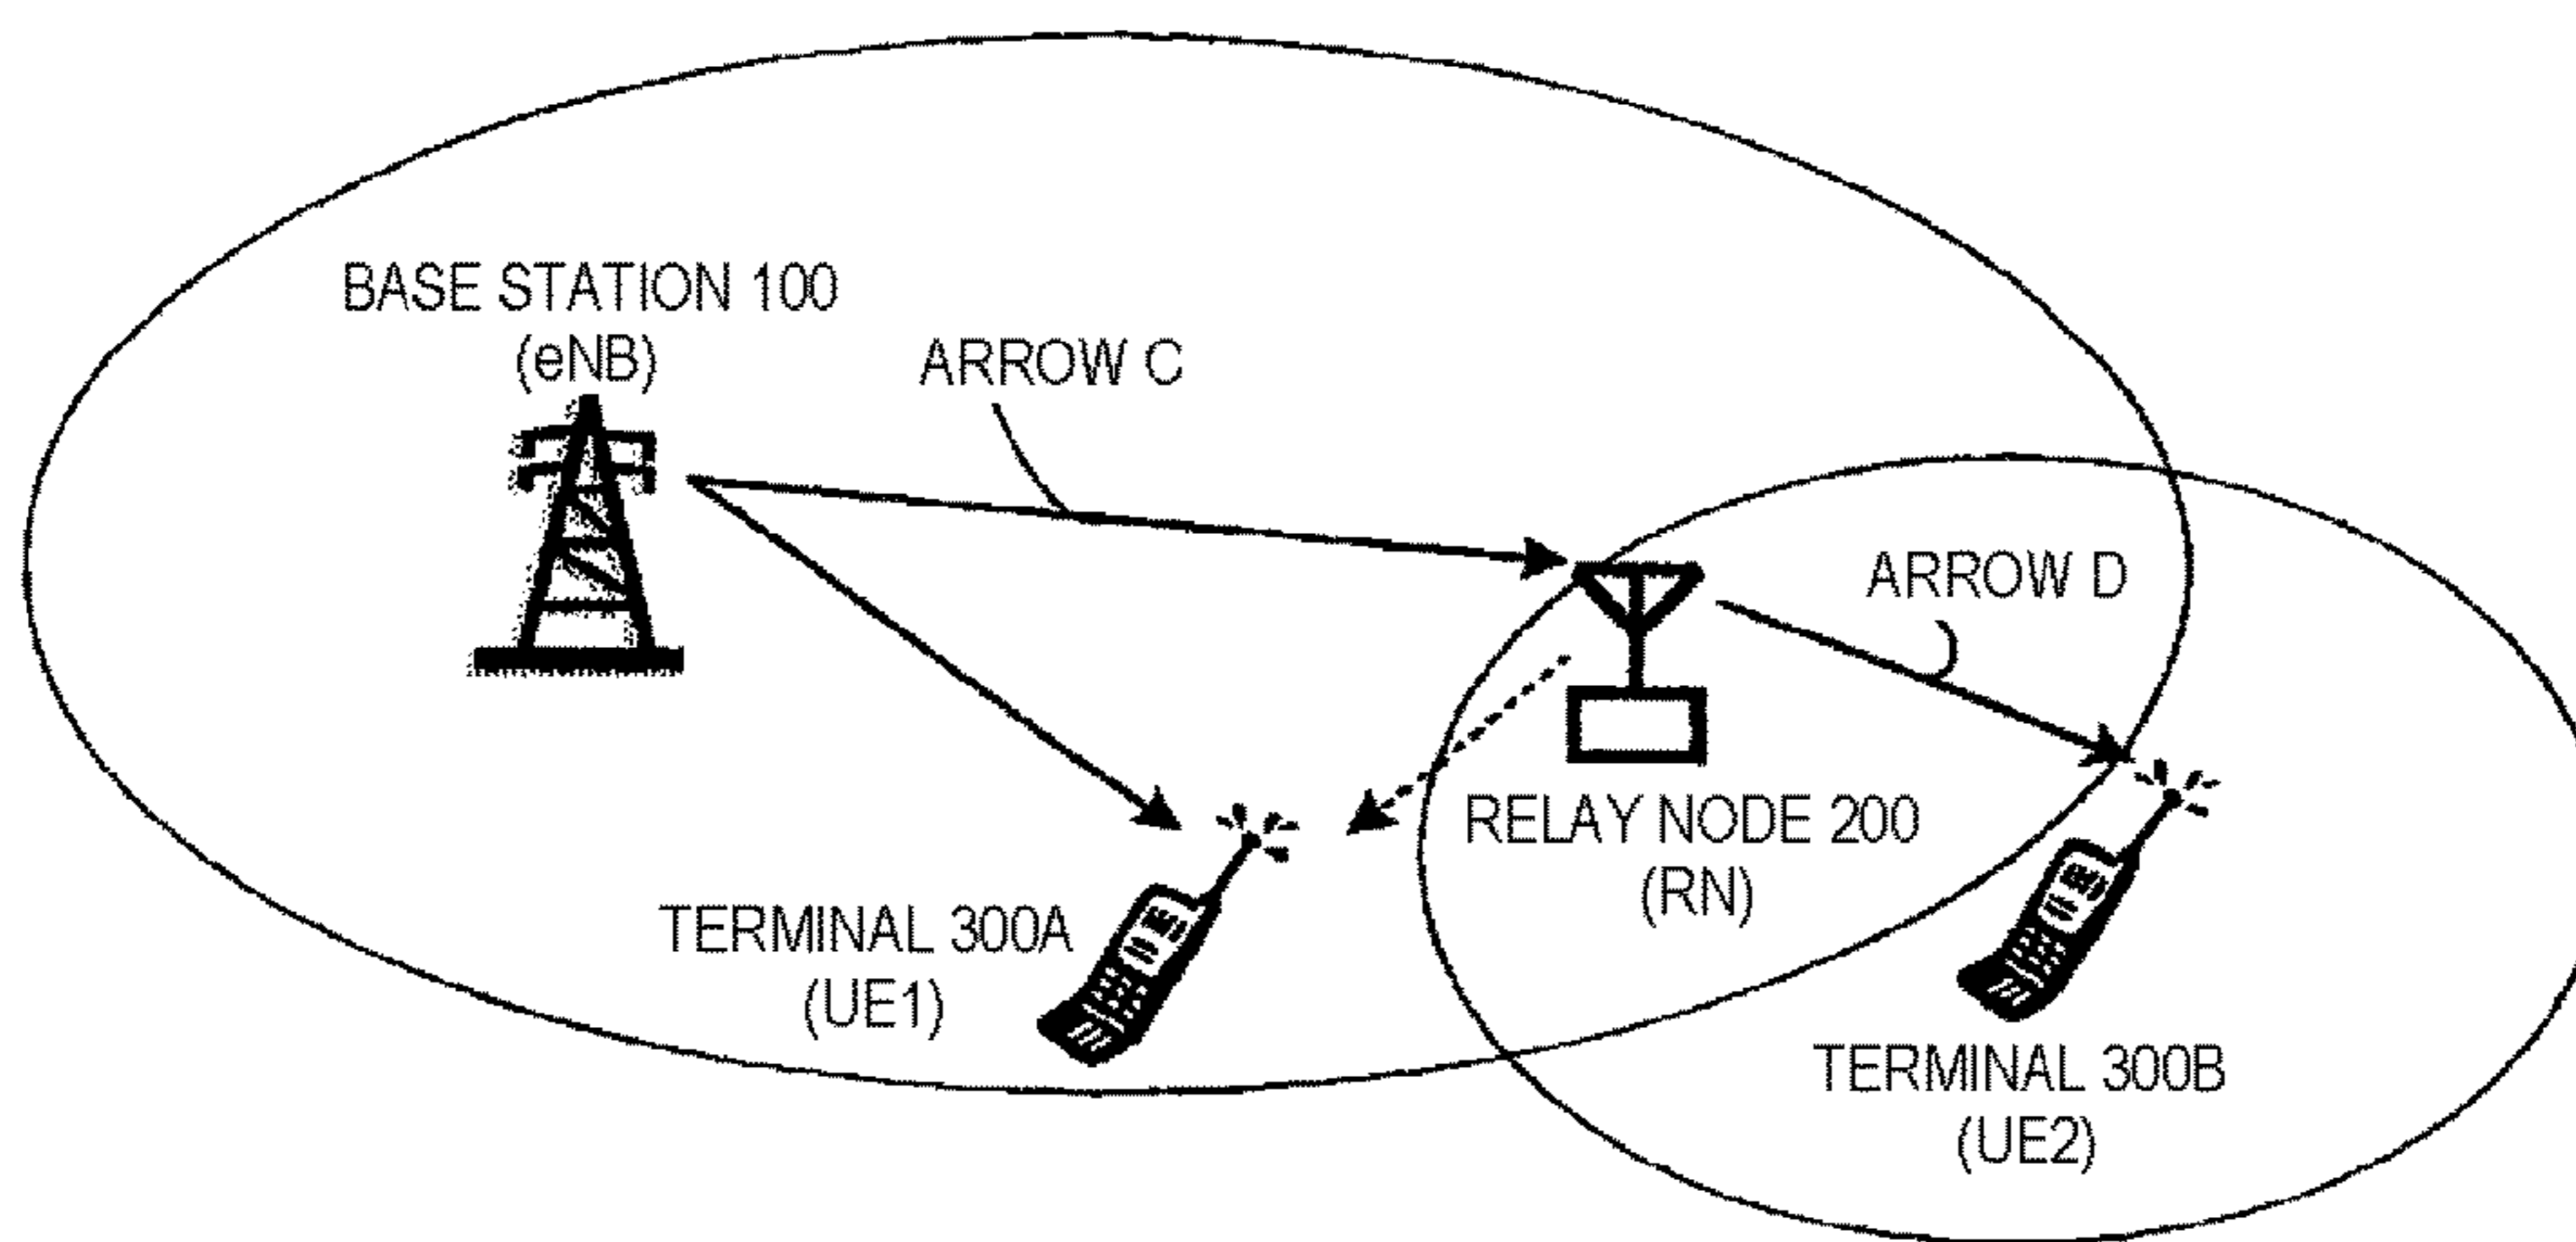 BASE STATION 100
(eNB)
ARROW C
ARROW D
RELAY NODE 200
(RN)
TERMINAL 300A
(UE1)
TERMINAL 300B
(UE2)